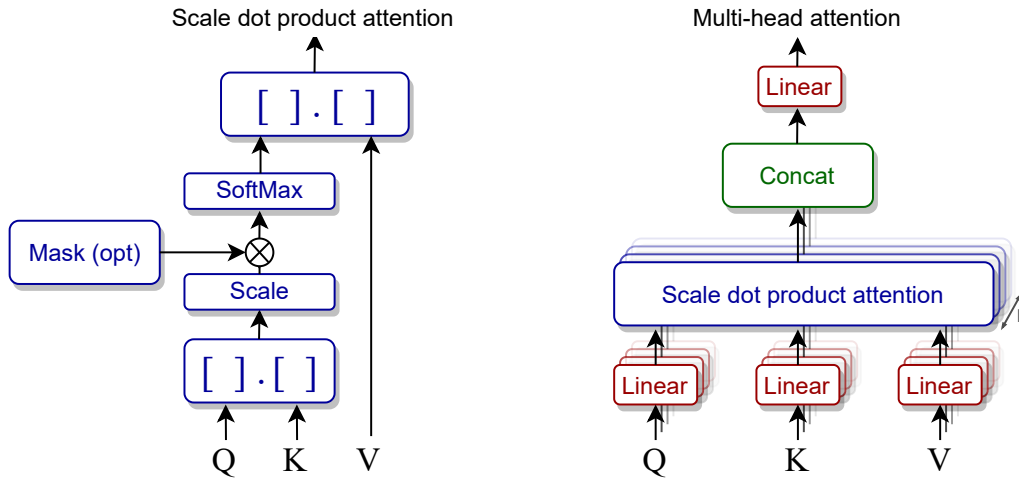 Scale dot product attention
[ ] . [ ]
SoftMax
Mask (opt)
Scale
[ ] . [ ]
Q K V
Multi-head attention
Linear
Concat
Scale dot product attention
Linear Linear Linear
Q K V